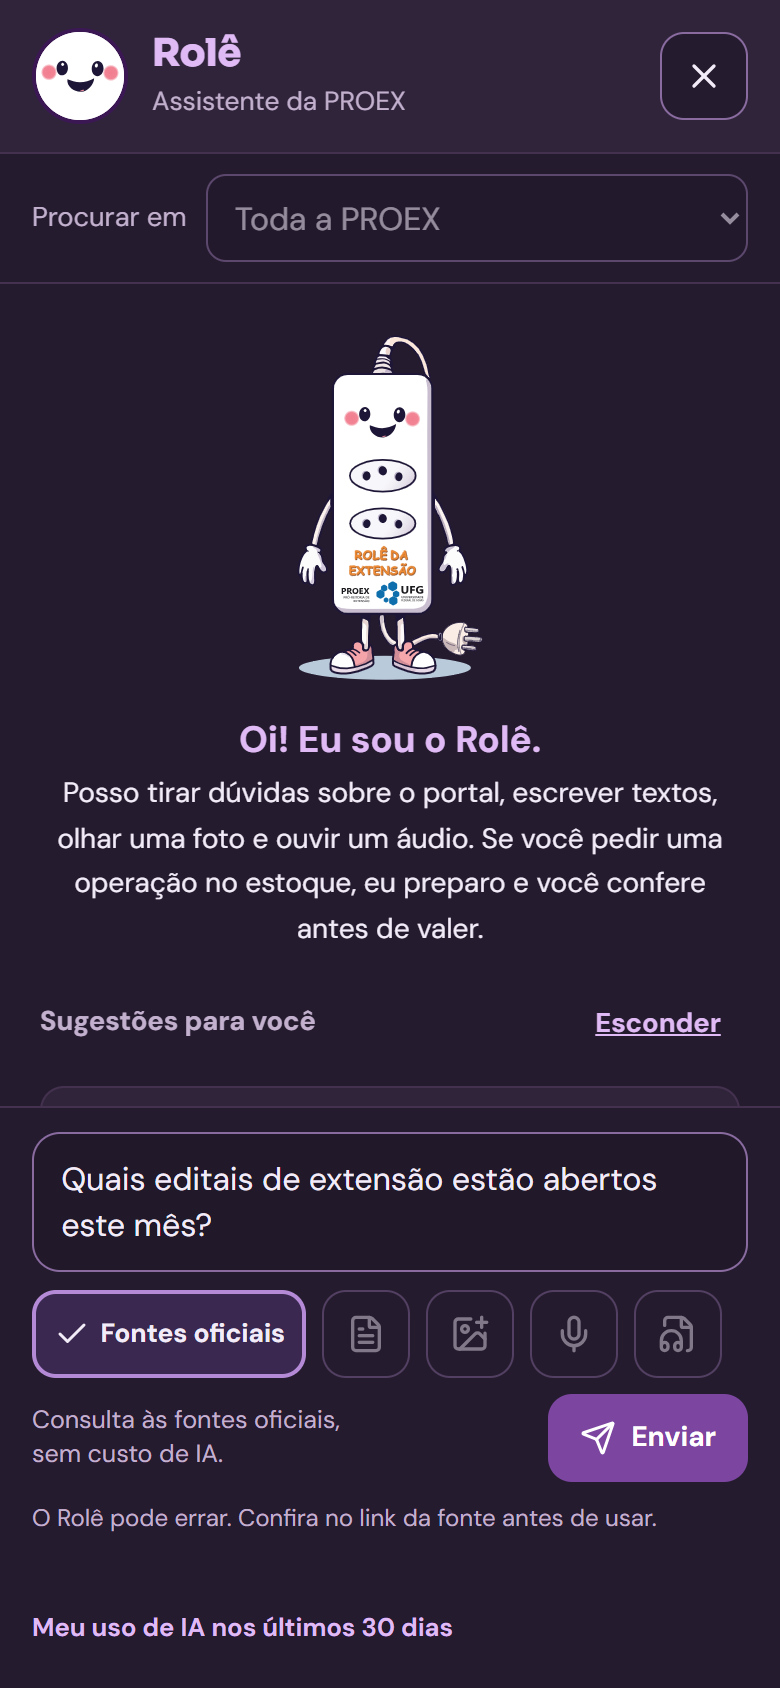 Rolê
Assistente da PROEX
Procurar em
Toda a PROEX
ROLÊ DA
EXTENSÃO
PROEX
UFG
Oi! Eu sou o Rolê.
Posso tirar dúvidas sobre o portal, escrever textos,
olhar uma foto e ouvir um áudio. Se você pedir uma
operação no estoque, eu preparo e você confere
antes de valer.
Sugestões para você
Esconder
Quais editais de extensão estão abertos
este mês?
Fontes oficiais
Consulta às fontes oficiais,
sem custo de IA.
Enviar
O Rolê pode errar. Confira no link da fonte antes de usar.
Meu uso de IA nos últimos 30 dias